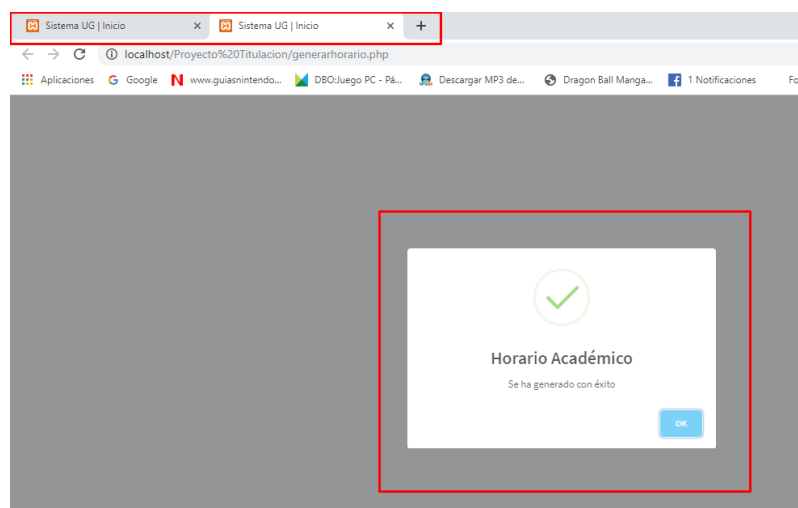 Sistema UG | Inicio
Sistema UG | Inicio
localhost/Proyecto%20Titulacion/generarhorario.php
Aplicaciones
Google
www.guiasnintendo...
DBO:Juego PC - Pá...
Descargar MP3 de...
Dragon Ball Manga...
1 Notificaciones
Fo
Horario Académico
Se ha generado con éxito
OK